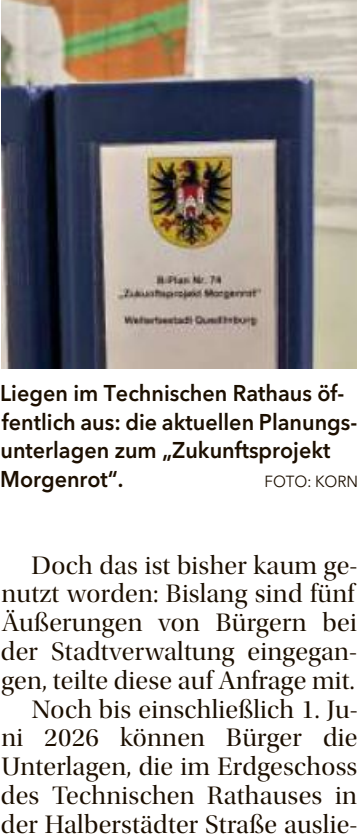 B-Plan Nr. 74
„Zukunftsprojekt Morgenrot“
Welterbestadt Quedlinburg
Liegen im Technischen Rathaus öf-
fentlich aus: die aktuellen Planungs-
unterlagen zum „Zukunftsprojekt
Morgenrot“. FOTO: KORN
Doch das ist bisher kaum ge-
nutzt worden: Bislang sind fünf
Äußerungen von Bürgern bei
der Stadtverwaltung eingegan-
gen, teilte diese auf Anfrage mit.
Noch bis einschließlich 1. Ju-
ni 2026 können Bürger die
Unterlagen, die im Erdgeschoss
des Technischen Rathauses in
der Halberstädter Straße auslie-